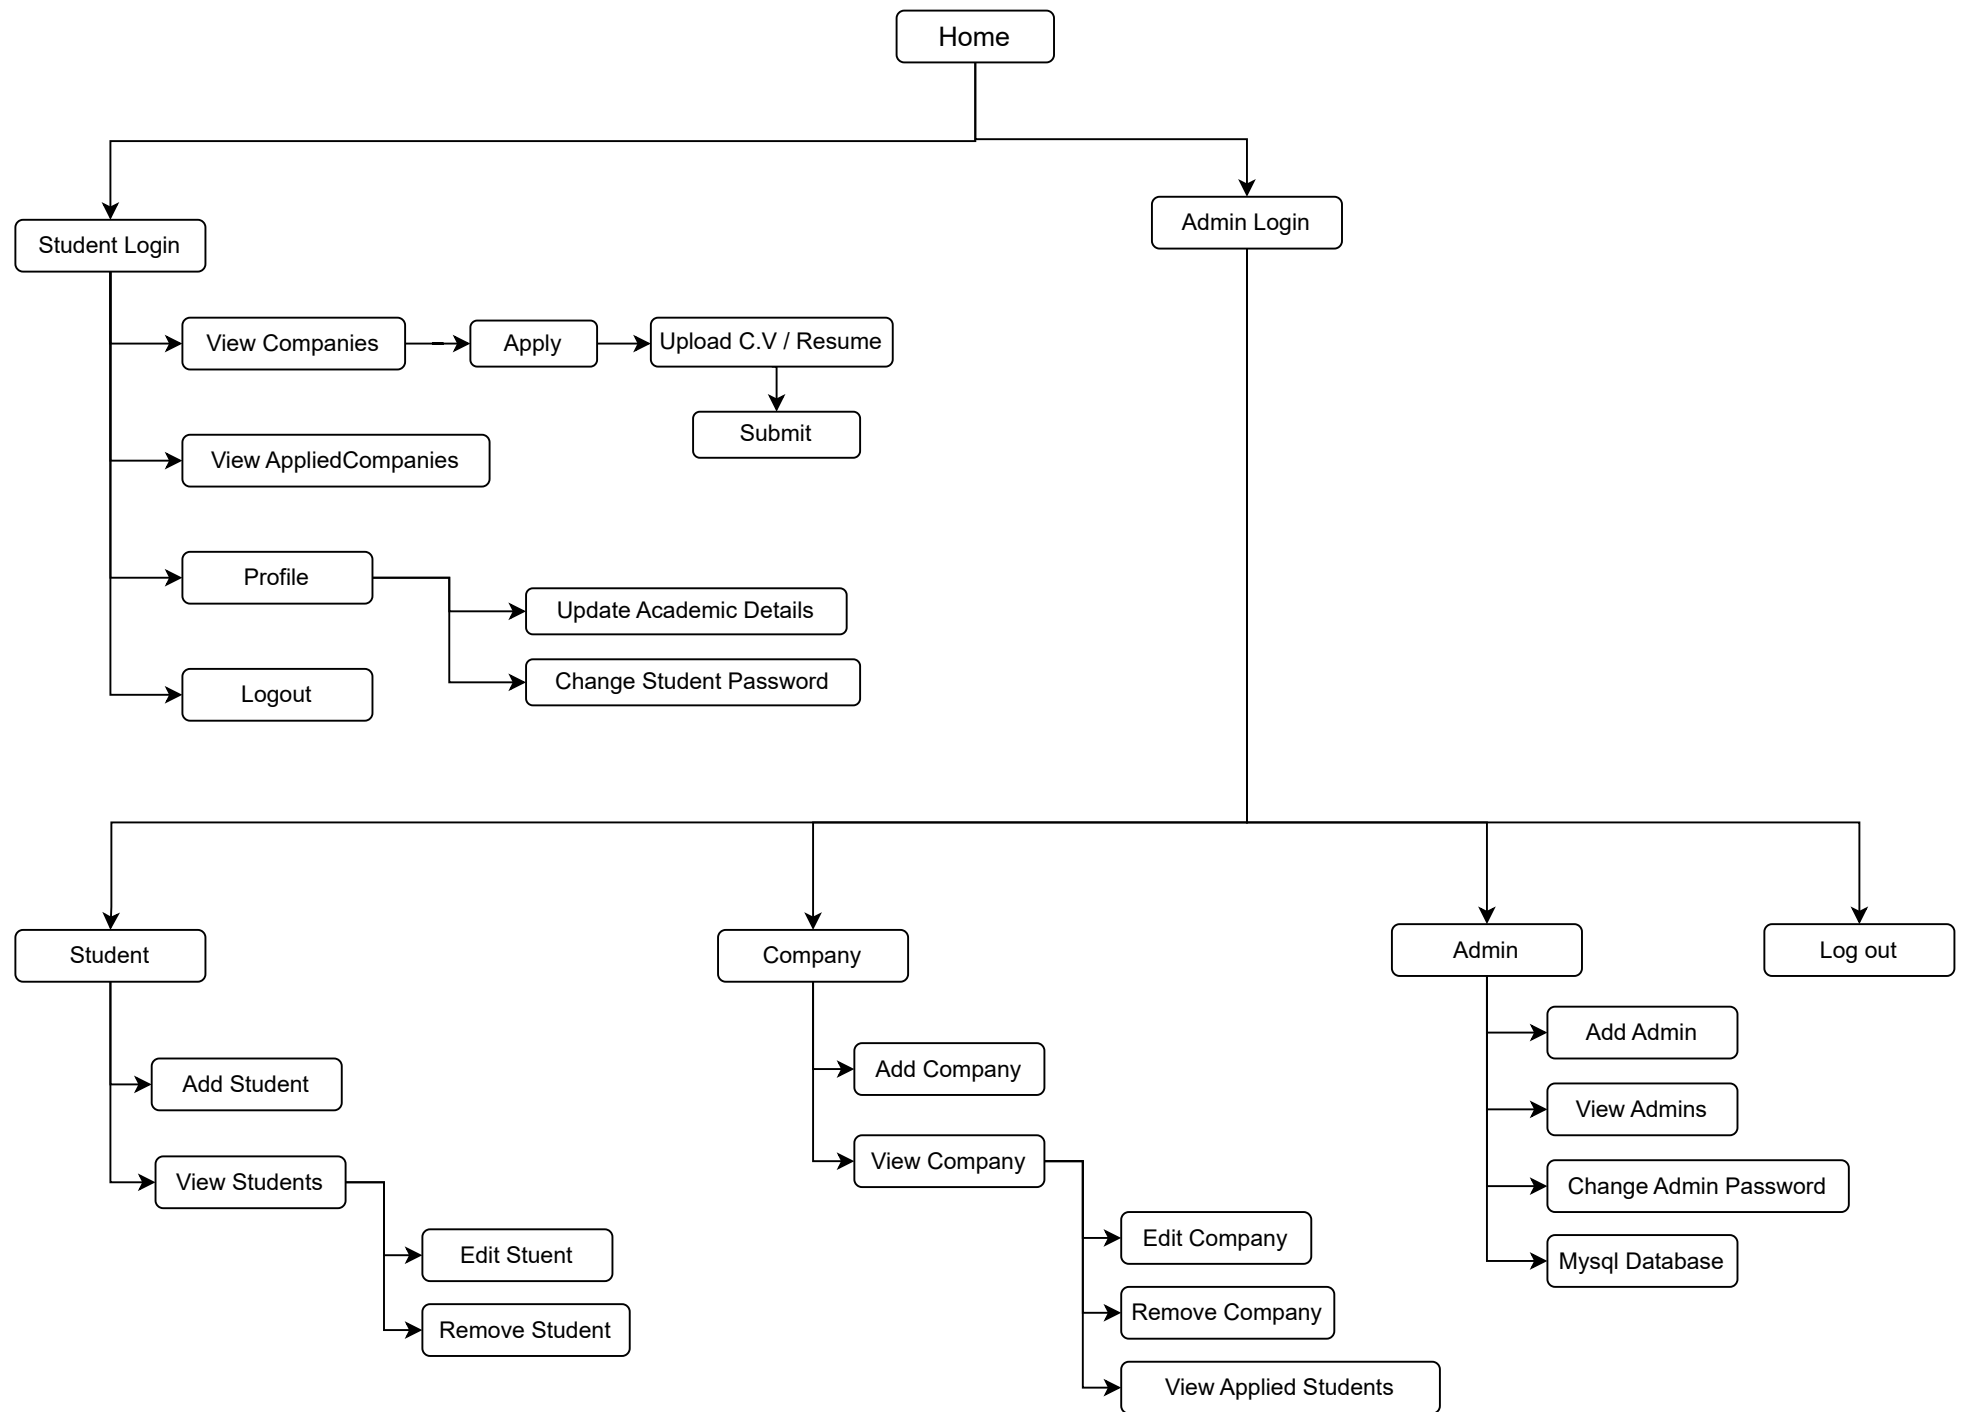 Home
Admin Login
Student Login
View Companies
Apply
Upload C.V / Resume
Submit
View AppliedCompanies
Profile
Update Academic Details
Change Student Password
Logout
Student
Company
Admin
Log out
Add Student
View Students
Edit Stuent
Remove Student
Add Company
View Company
Edit Company
Remove Company
View Applied Students
Add Admin
View Admins
Change Admin Password
Mysql Database